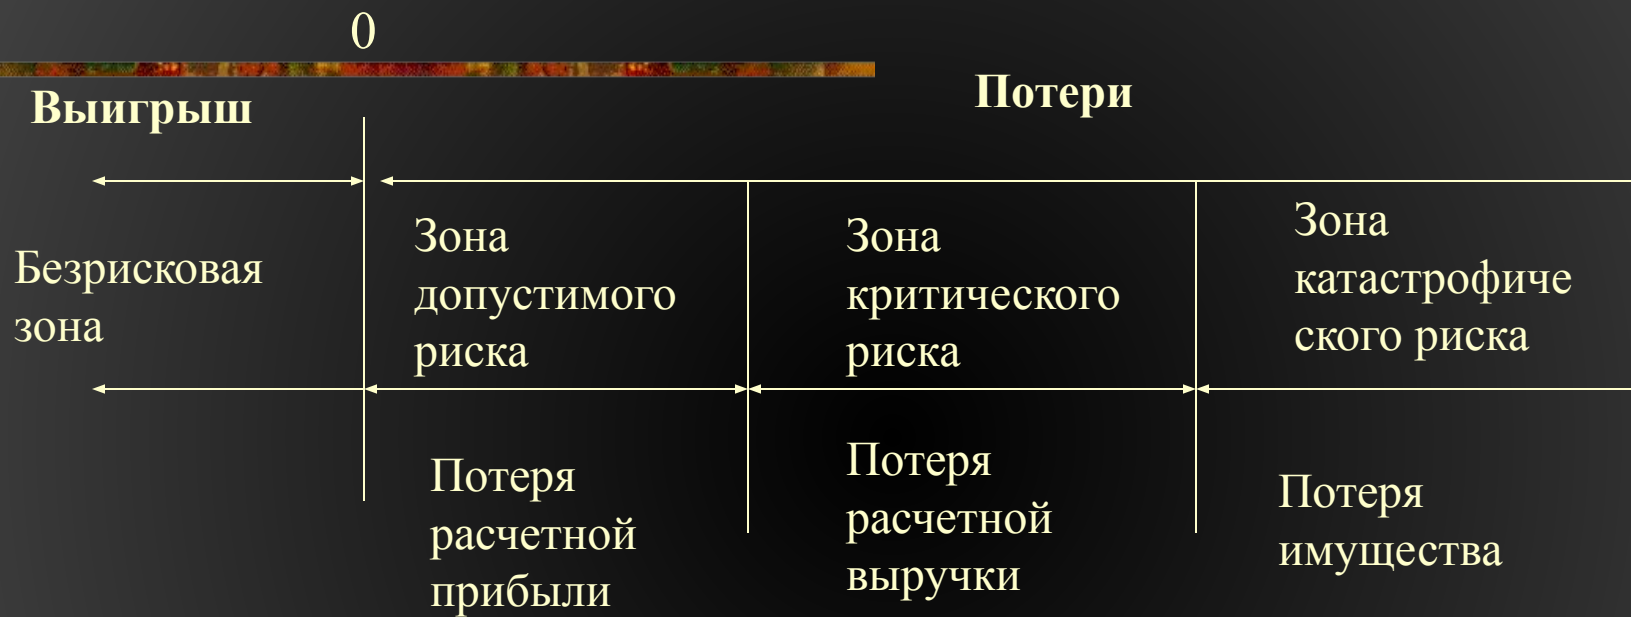 0
Выигрыш
Потери
Безрисковая
зона
Зона
допустимого
риска
Зона
критического
риска
Зона
катастрофиче
ского риска
Потеря
расчетной
прибыли
Потеря
расчетной
выручки
Потеря
имущества